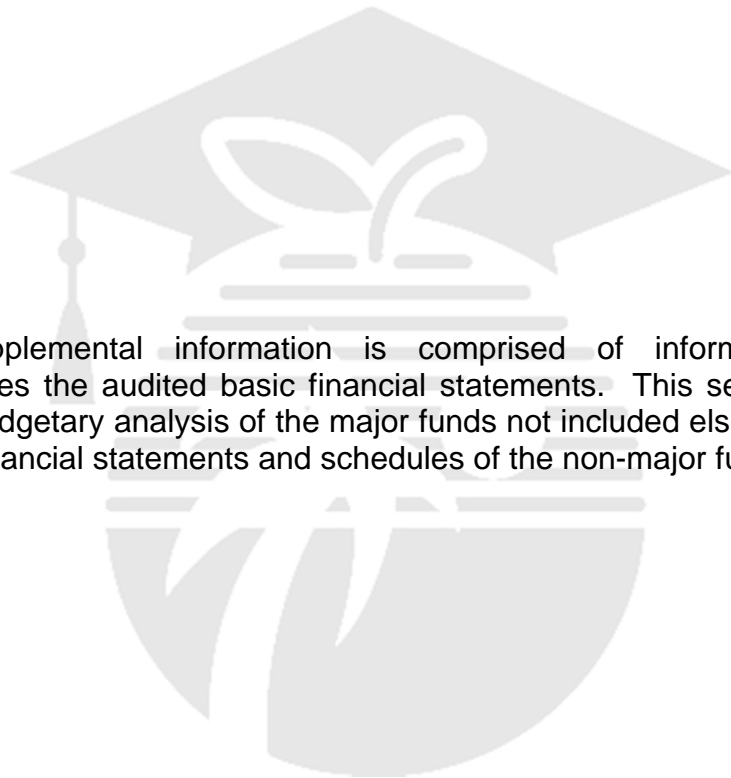 pplemental information is comprised of inform
es the audited basic financial statements. This se
dgetary analysis of the major funds not included els
ancial statements and schedules of the non-major fu